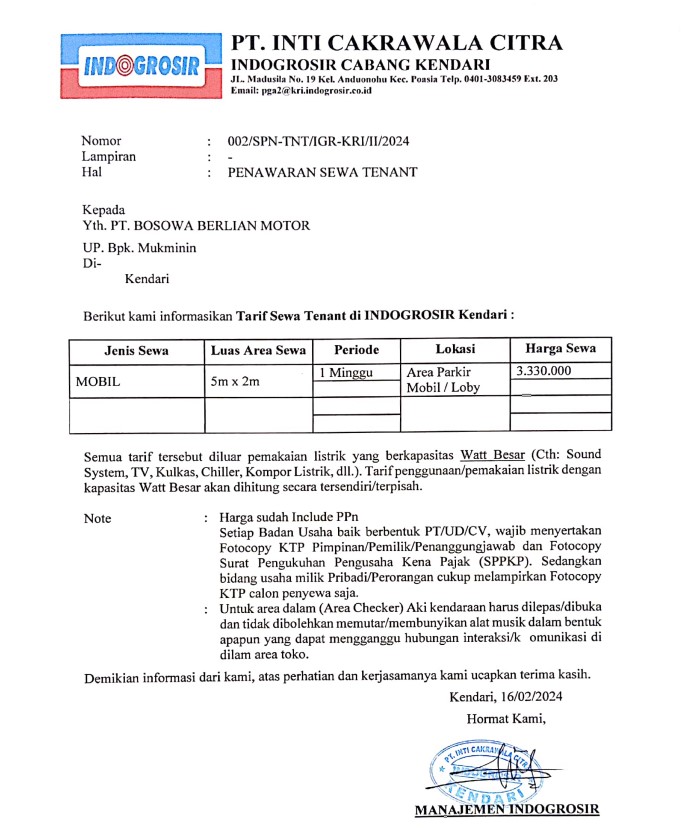 INDOGROSIR
PT. INTI CAKRAWALA CITRA
INDOGROSIR CABANG KENDARI
JL. Madusila No. 19 Kel. Anduonohu Kec. Poasia Telp. 0401-3083459 Ext. 203
Email: pga2@kri.indogrosir.co.id
Nomor : 002/SPN-TNT/IGR-KRI/II/2024
Lampiran : -
Hal : PENAWARAN SEWA TENANT
Kepada
Yth. PT. BOSOWA BERLIAN MOTOR
UP. Bpk. Mukminin
Di-
Kendari
Berikut kami informasikan Tarif Sewa Tenant di INDOGROSIR Kendari :
Jenis Sewa Luas Area Sewa Periode Lokasi Harga Sewa
MOBIL 5m x 2m 1 Minggu Area Parkir 3.330.000
Mobil / Loby
Semua tarif tersebut diluar pemakaian listrik yang berkapasitas Watt Besar (Cth: Sound
System, TV, Kulkas, Chiller, Kompor Listrik, dll.). Tarif penggunaan/pemakaian listrik dengan
kapasitas Watt Besar akan dihitung secara tersendiri/terpisah.
Note : Harga sudah Include PPn
Setiap Badan Usaha baik berbentuk PT/UD/CV, wajib menyertakan
Fotocopy KTP Pimpinan/Pemilik/Penanggungjawab dan Fotocopy
Surat Pengukuhan Pengusaha Kena Pajak (SPPKP). Sedangkan
bidang usaha milik Pribadi/Perorangan cukup melampirkan Fotocopy
KTP calon penyewa saja.
: Untuk area dalam (Area Checker) Aki kendaraan harus dilepas/dibuka
dan tidak dibolehkan memutar/membunyikan alat musik dalam bentuk
apapun yang dapat mengganggu hubungan interaksi/k omunikasi di
dilam area toko.
Demikian informasi dari kami, atas perhatian dan kerjasamanya kami ucapkan terima kasih.
Kendari, 16/02/2024
Hormat Kami,
PT. INTI CAKRAWALA CITRA
INDOGROSIR
KENDARI
MANAJEMEN INDOGROSIR